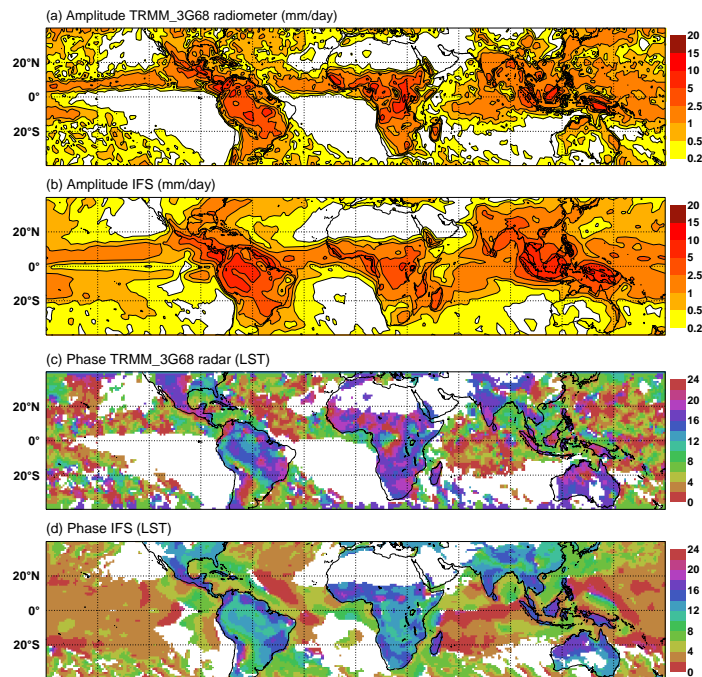 (a) Amplitude TRMM_3G68 radiometer (mm/day)
20°N
0°
20°S
20
15
10
5
2.5
1
0.5
0.2
(b) Amplitude IFS (mm/day)
20°N
0°
20°S
20
15
10
5
2.5
1
0.5
0.2
(c) Phase TRMM_3G68 radar (LST)
20°N
0°
20°S
24
20
16
12
8
4
0
(d) Phase IFS (LST)
20°N
0°
20°S
24
20
16
12
8
4
0